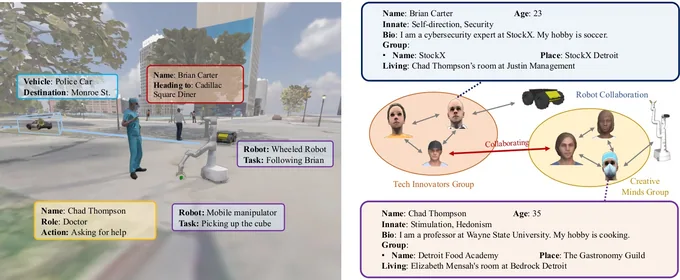 Vehicle: Police Car
Destination: Monroe St.
Name: Brian Carter
Heading to: Cadillac
Square Diner
Robot: Wheeled Robot
Task: Following Brian
Name: Chad Thompson
Role: Doctor
Action: Asking for help
Robot: Mobile manipulator
Task: Picking up the cube
Name: Brian Carter Age: 23
Innate: Self-direction, Security
Bio: I am a cybersecurity expert at StockX. My hobby is soccer.
Group:
• Name: StockX Place: StockX Detroit
Living: Chad Thompson’s room at Justin Management
Robot Collaboration
Collaborating
Tech Innovators Group
Creative
Minds Group
Name: Chad Thompson Age: 35
Innate: Stimulation, Hedonism
Bio: I am a professor at Wayne State University. My hobby is cooking.
Group:
• Name: Detroit Food Academy Place: The Gastronomy Guild
Living: Elizabeth Mensah's room at Bedrock Detroit